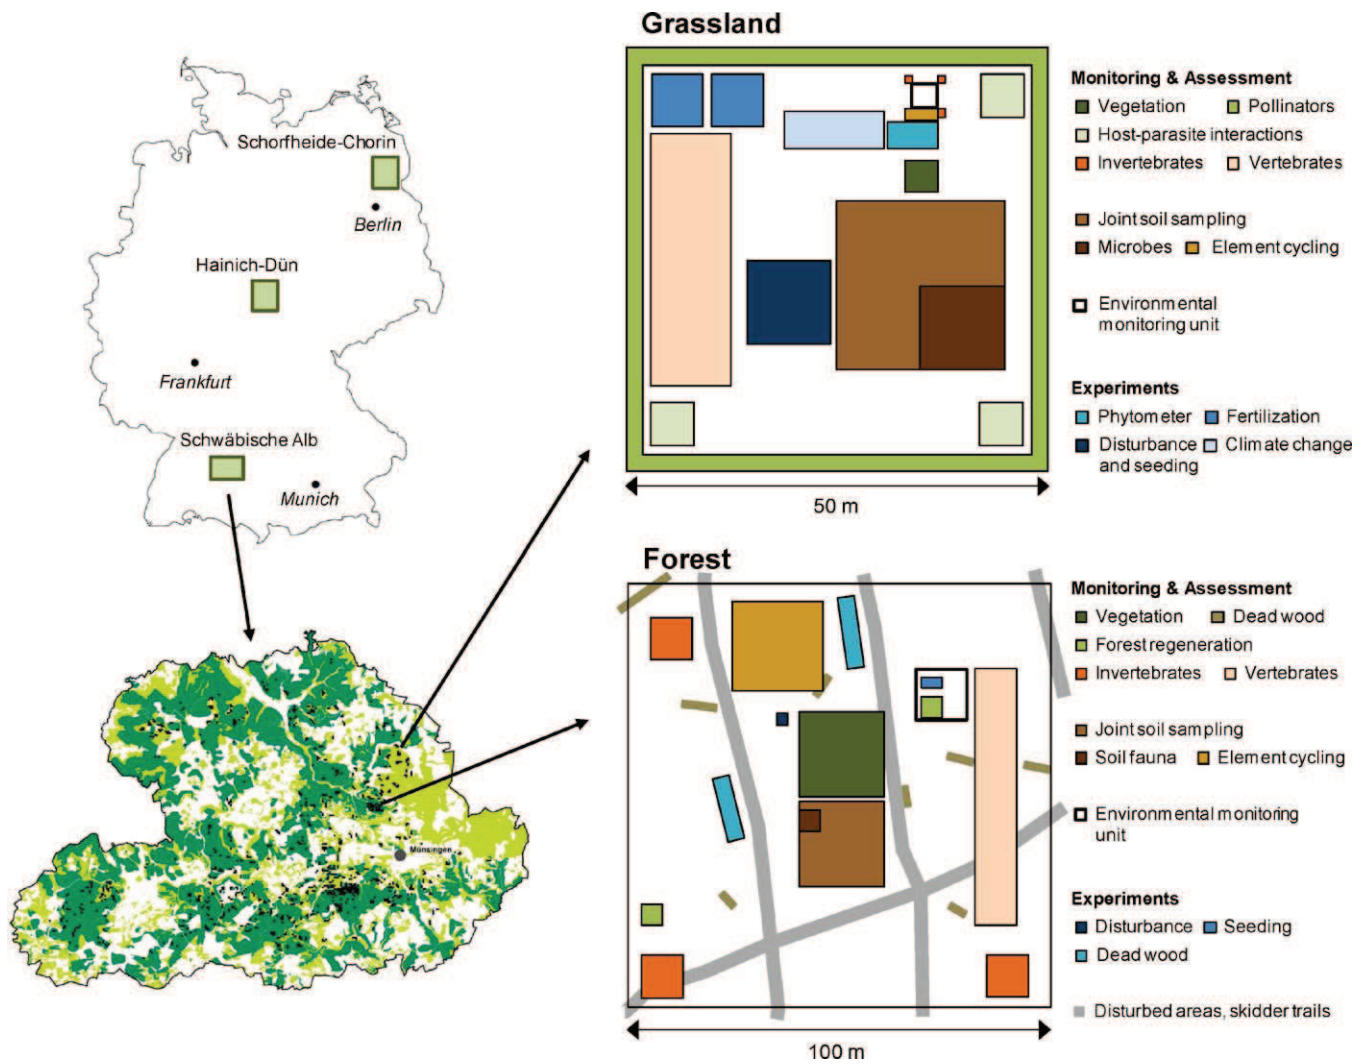 Schorfheide-Chorin
Berlin
Hainich-Dün
Frankfurt
Schwäbische Alb
Munich
Münsingen
Grassland
50 m
Monitoring & Assessment
Vegetation Pollinators
Host-parasite interactions
Invertebrates Vertebrates
Joint soil sampling
Microbes Element cycling
Environmental
monitoring unit
Experiments
Phytometer Fertilization
Disturbance Climate change
and seeding
Forest
100 m
Monitoring & Assessment
Vegetation Dead wood
Forest regeneration
Invertebrates Vertebrates
Joint soil sampling
Soil fauna Element cycling
Environmental monitoring
unit
Experiments
Disturbance Seeding
Dead wood
Disturbed areas, skidder trails